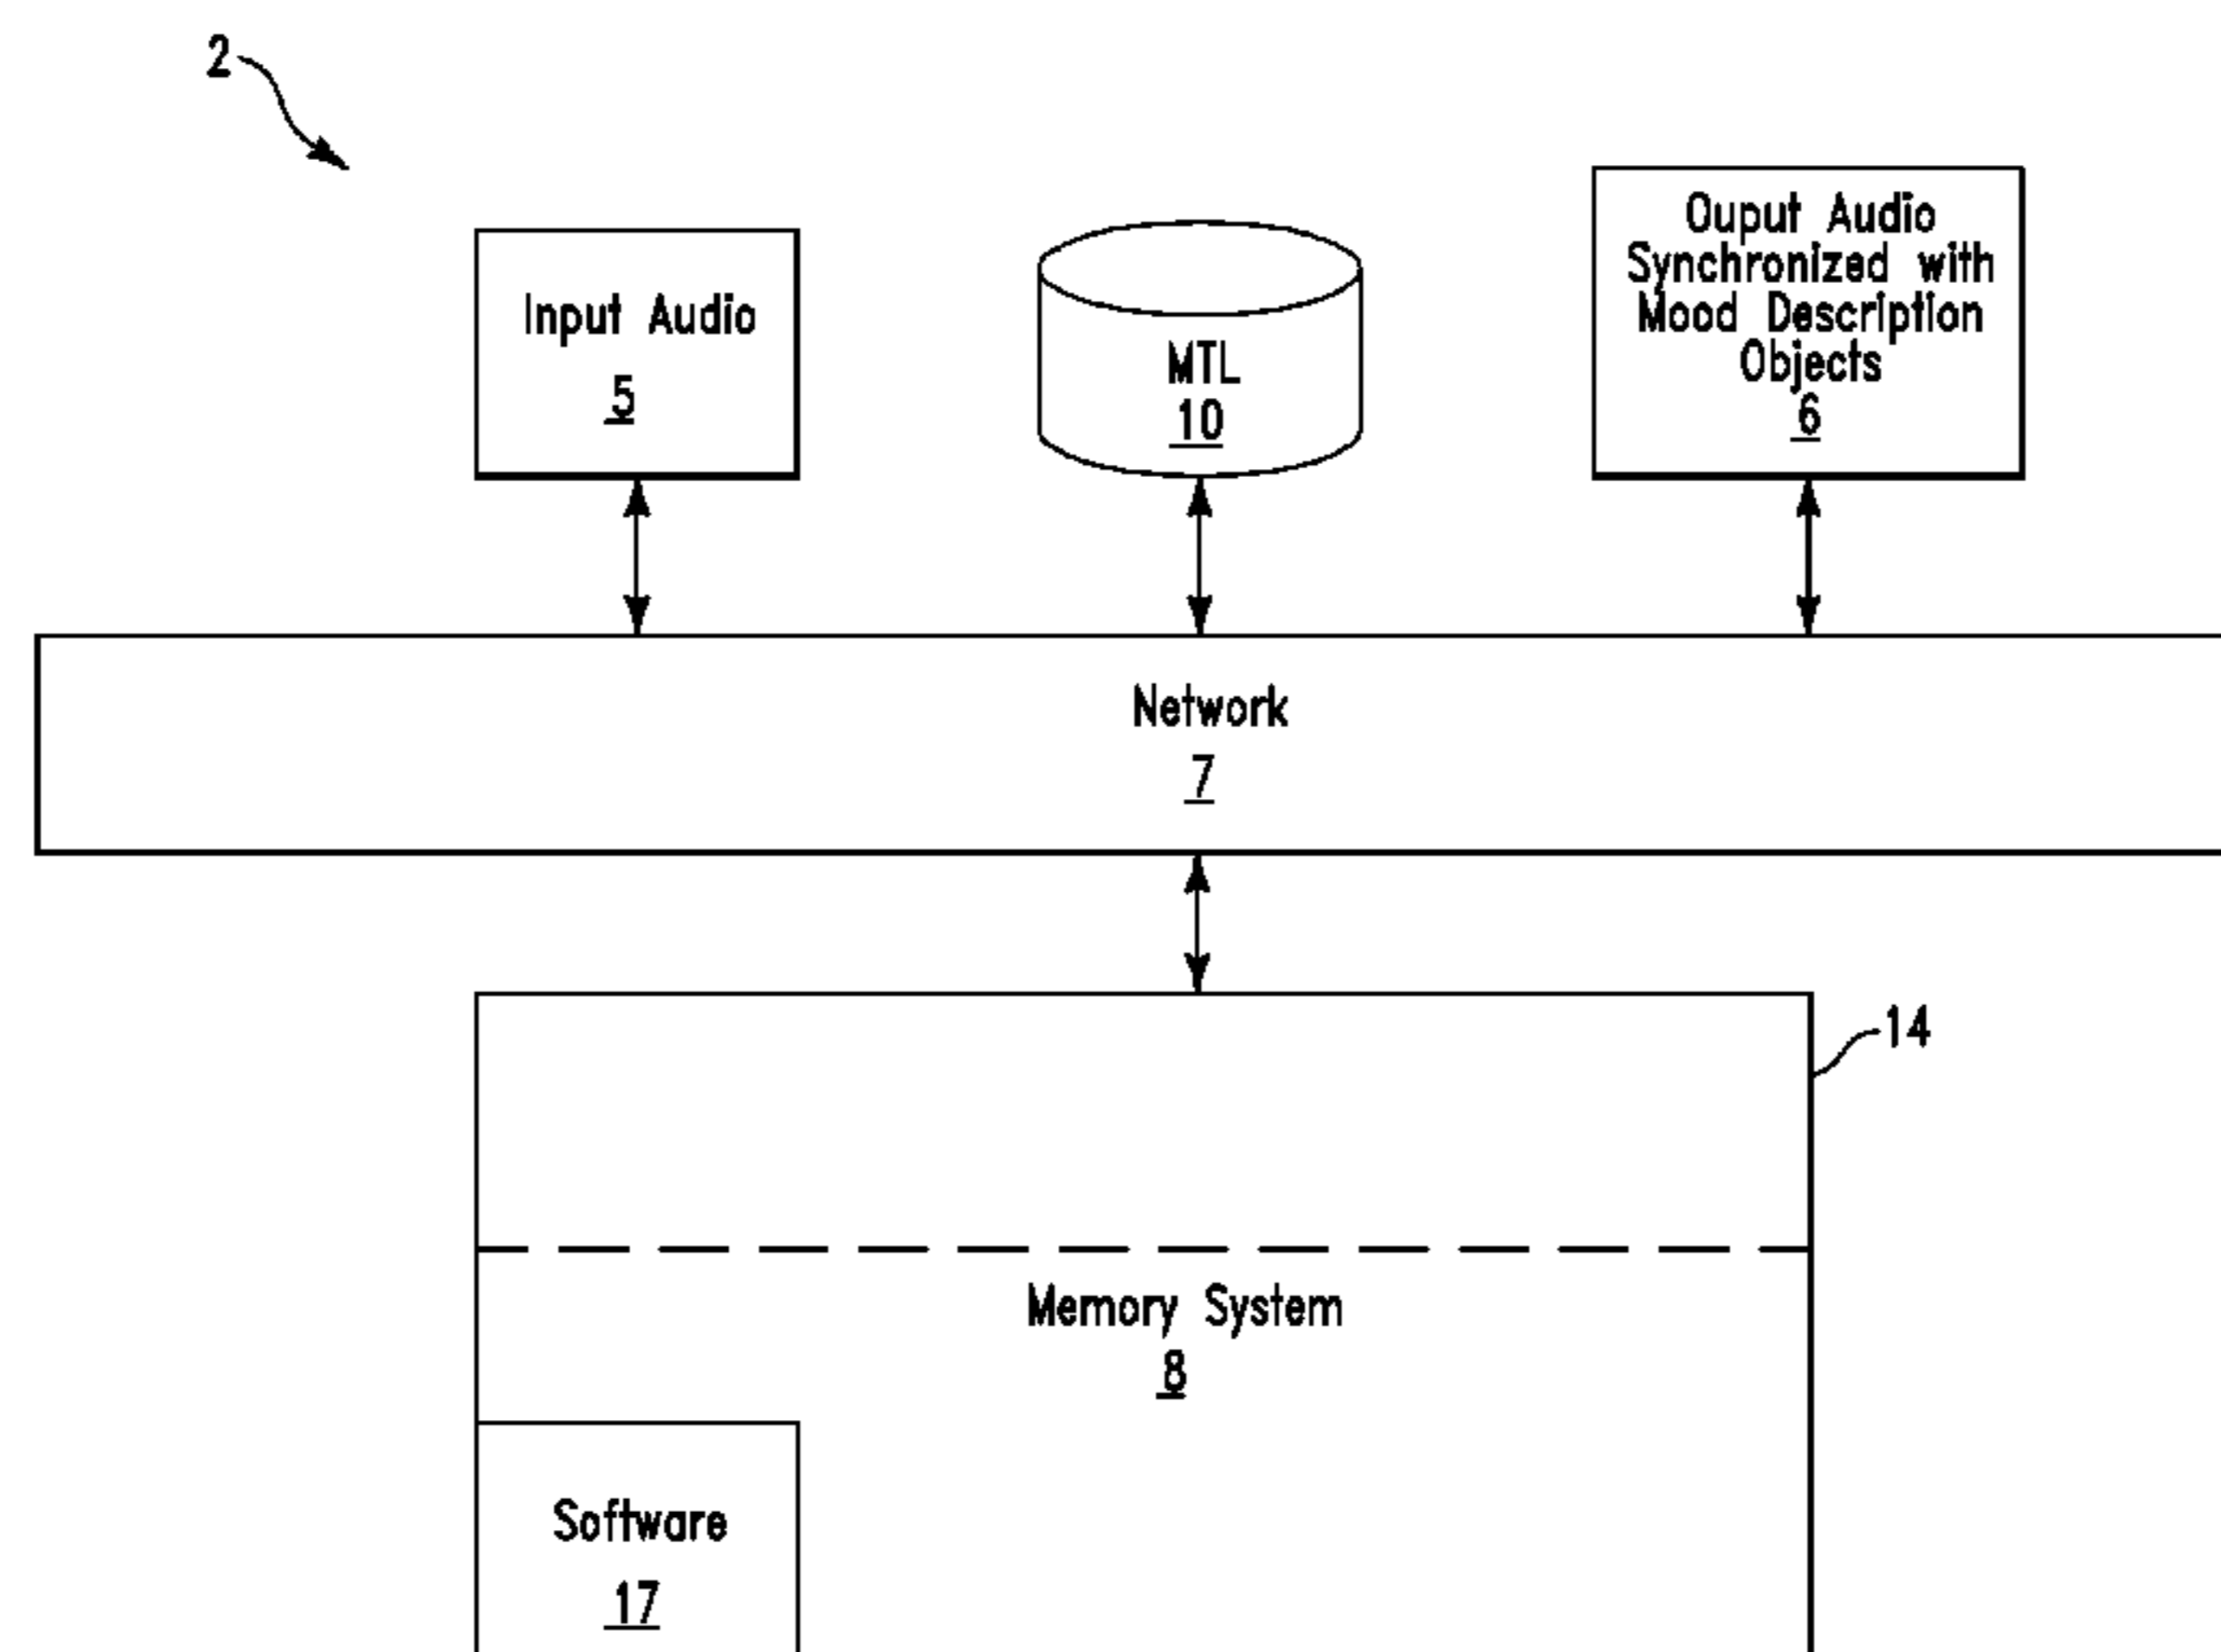 2
Input Audio
5
MTL
10
Ouput Audio
Synchronized with
Mood Description
Objects
6
Network
7
14
Memory System
8
Software
17